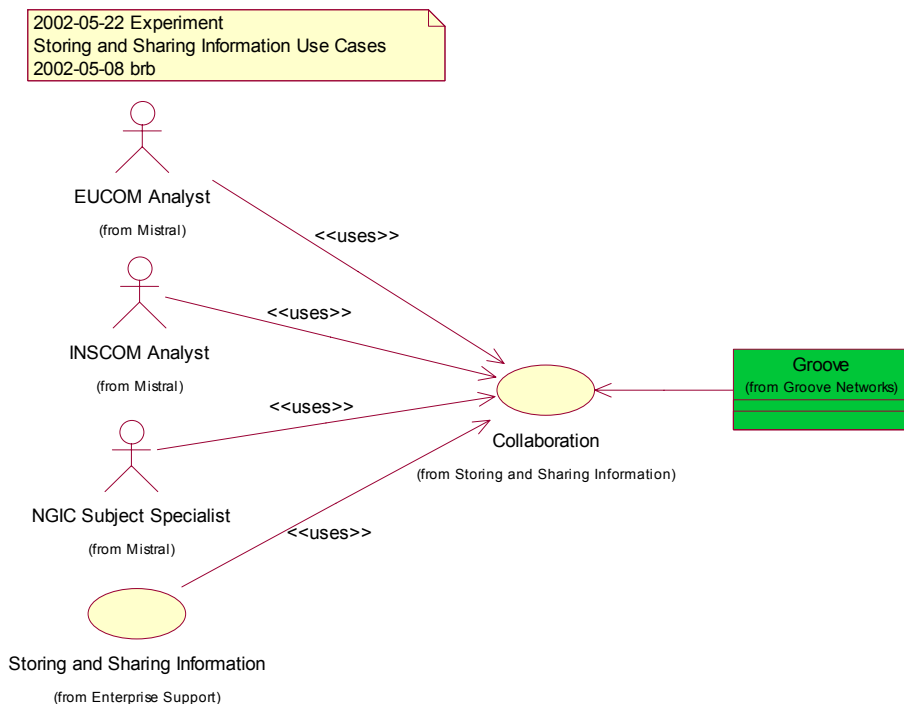 2002-05-22 Experiment
Storing and Sharing Information Use Cases
2002-05-08 brb
EUCOM Analyst
(from Mistral)
<<uses>>
INSCOM Analyst
(from Mistral)
<<uses>>
NGIC Subject Specialist
(from Mistral)
<<uses>>
Storing and Sharing Information
(from Enterprise Support)
<<uses>>
Collaboration
(from Storing and Sharing Information)
Groove
(from Groove Networks)